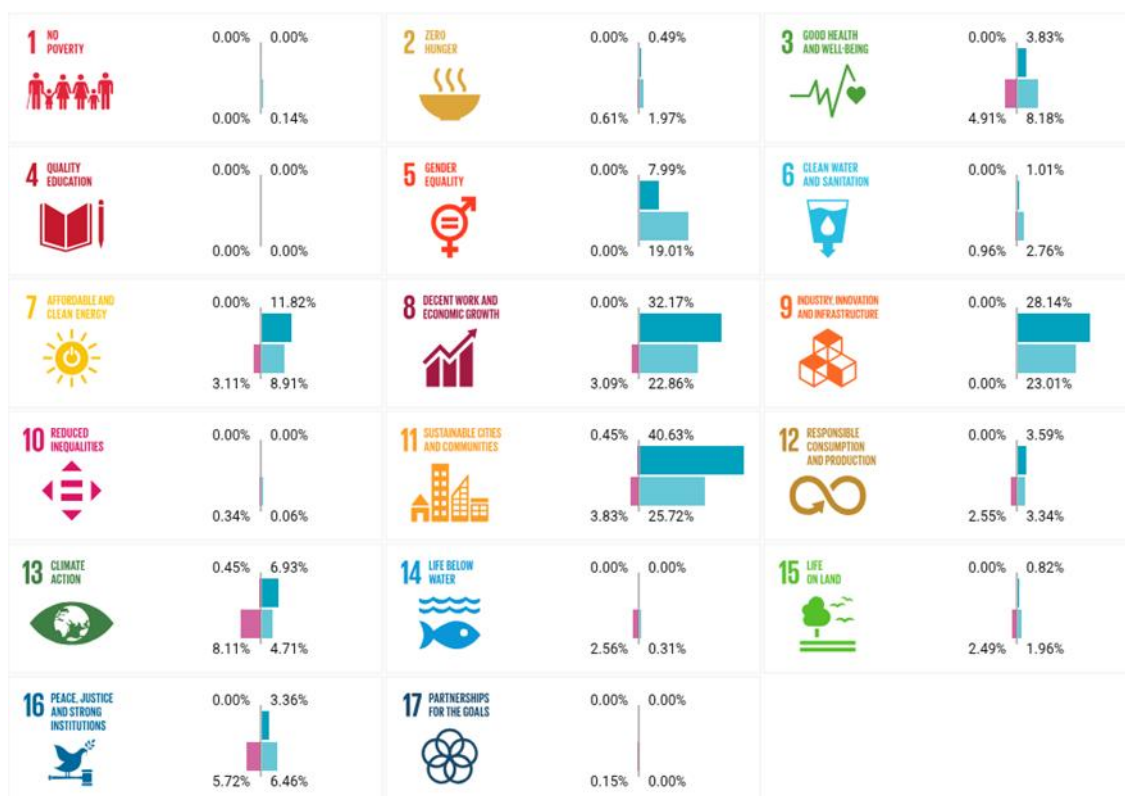 1 NO
POVERTY
0.00% 0.00%
0.00% 0.14%
2 ZERO
HUNGER
0.00% 0.49%
0.61% 1.97%
3 GOOD HEALTH
AND WELL-BEING
0.00% 3.83%
4.91% 8.18%
4 QUALITY
EDUCATION
0.00% 0.00%
0.00% 0.00%
5 GENDER
EQUALITY
0.00% 7.99%
0.00% 19.01%
6 CLEAN WATER
AND SANITATION
0.00% 1.01%
0.96% 2.76%
7 AFFORDABLE AND
CLEAN ENERGY
0.00% 11.82%
3.11% 8.91%
8 DECENT WORK AND
ECONOMIC GROWTH
0.00% 32.17%
3.09% 22.86%
9 INDUSTRY, INNOVATION
AND INFRASTRUCTURE
0.00% 28.14%
0.00% 23.01%
10 REDUCED
INEQUALITIES
0.00% 0.00%
0.34% 0.06%
11 SUSTAINABLE CITIES
AND COMMUNITIES
0.45% 40.63%
3.83% 25.72%
12 RESPONSIBLE
CONSUMPTION
AND PRODUCTION
0.00% 3.59%
2.55% 3.34%
13 CLIMATE
ACTION
0.45% 6.93%
8.11% 4.71%
14 LIFE BELOW
WATER
0.00% 0.00%
2.56% 0.31%
15 LIFE
ON LAND
0.00% 0.82%
2.49% 1.96%
16 PEACE, JUSTICE
AND STRONG
INSTITUTIONS
0.00% 3.36%
5.72% 6.46%
17 PARTNERSHIPS
FOR THE GOALS
0.00% 0.00%
0.15% 0.00%